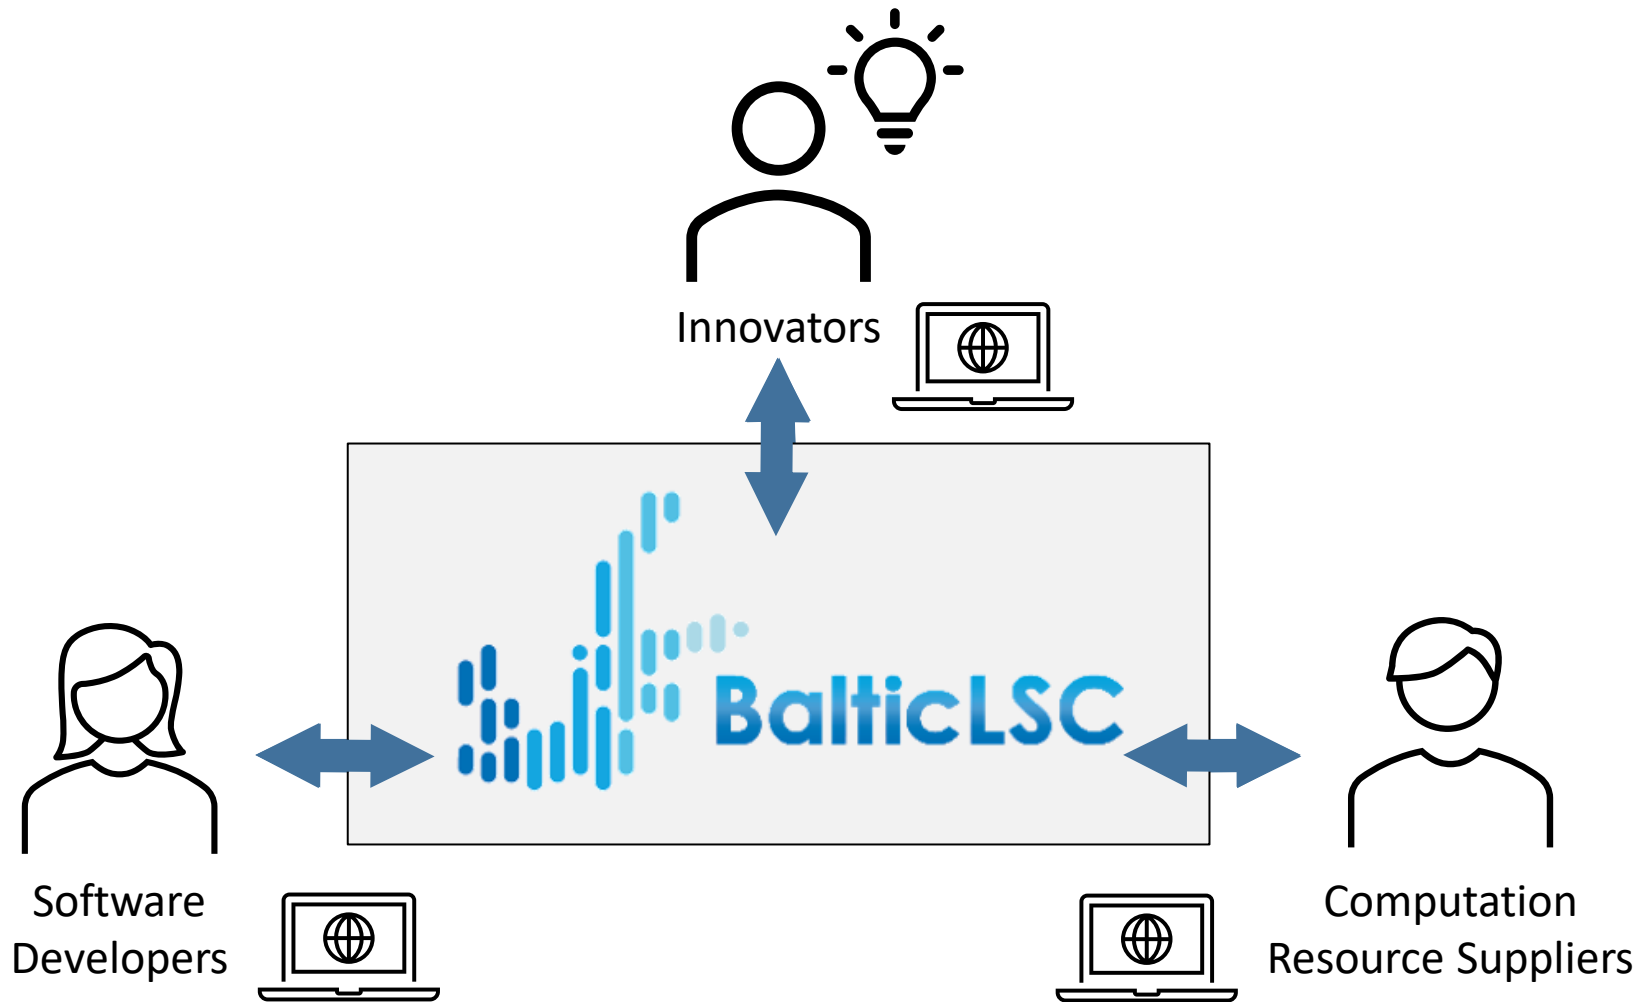 Innovators
BalticLSC
Software
Developers
Computation
Resource Suppliers